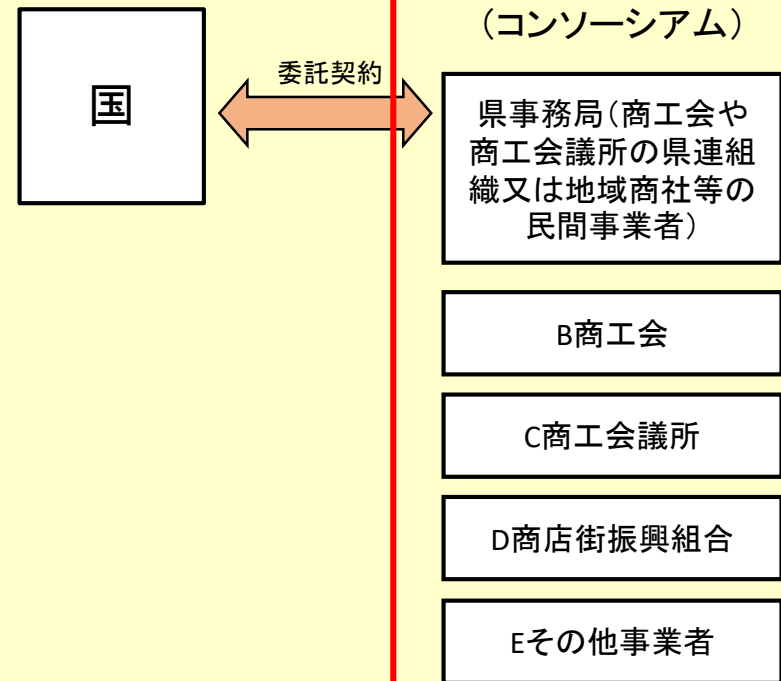 国
委託契約
（コンソーシアム）
県事務局（商工会や
商工会議所の県連組
織又は地域商社等の
民間事業者）
B商工会
C商工会議所
D商店街振興組合
Eその他事業者